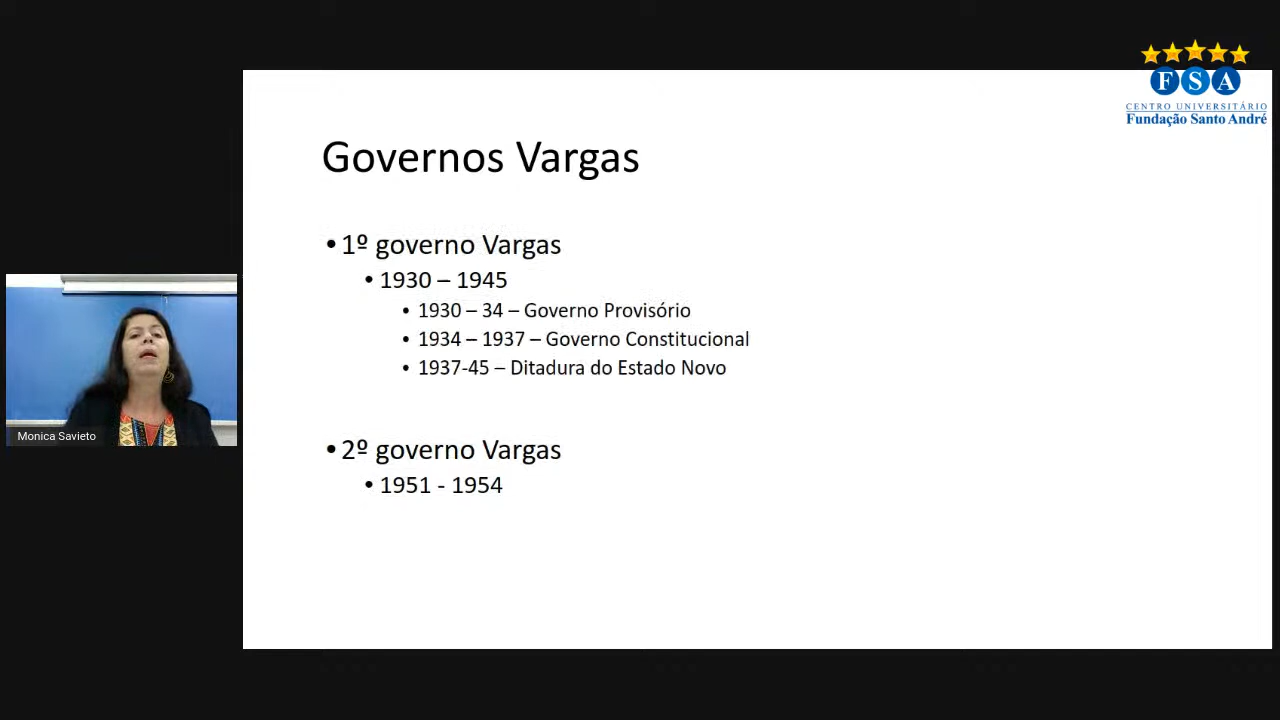 FSA
CENTRO UNIVERSITÁRIO
Fundação Santo André
Governos Vargas
•1º governo Vargas
• 1930 – 1945
• 1930 – 34 – Governo Provisório
• 1934 – 1937 – Governo Constitucional
• 1937-45 – Ditadura do Estado Novo
•2º governo Vargas
• 1951 - 1954
Monica Savieto